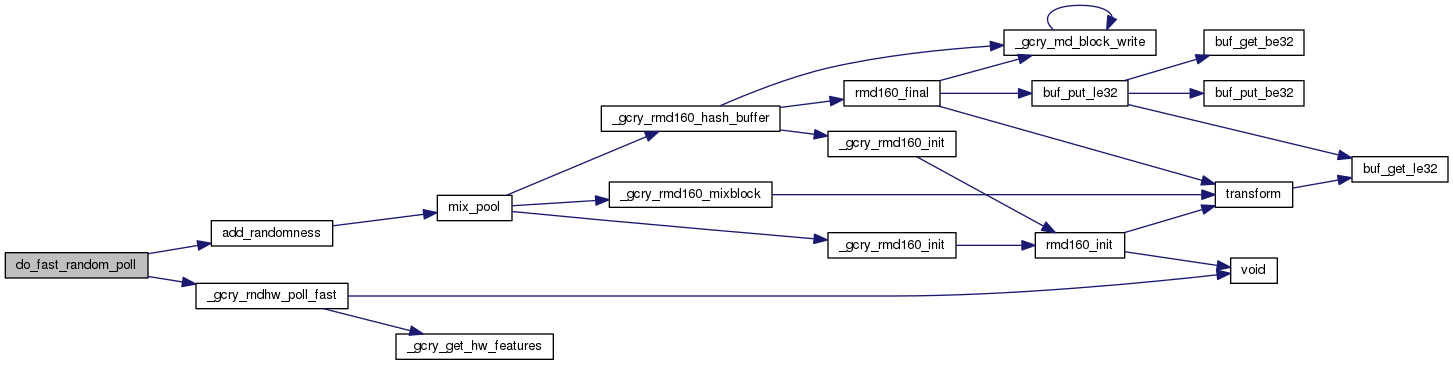 do_fast_random_poll
add_randomness
_gcry_rndhw_poll_fast
mix_pool
_gcry_get_hw_features
_gcry_rmd160_hash_buffer
_gcry_rmd160_mixblock
_gcry_rmd160_init
rmd160_final
_gcry_rmd160_init
_gcry_md_block_write
buf_put_le32
rmd160_init
buf_get_be32
buf_put_be32
transform
void
buf_get_le32